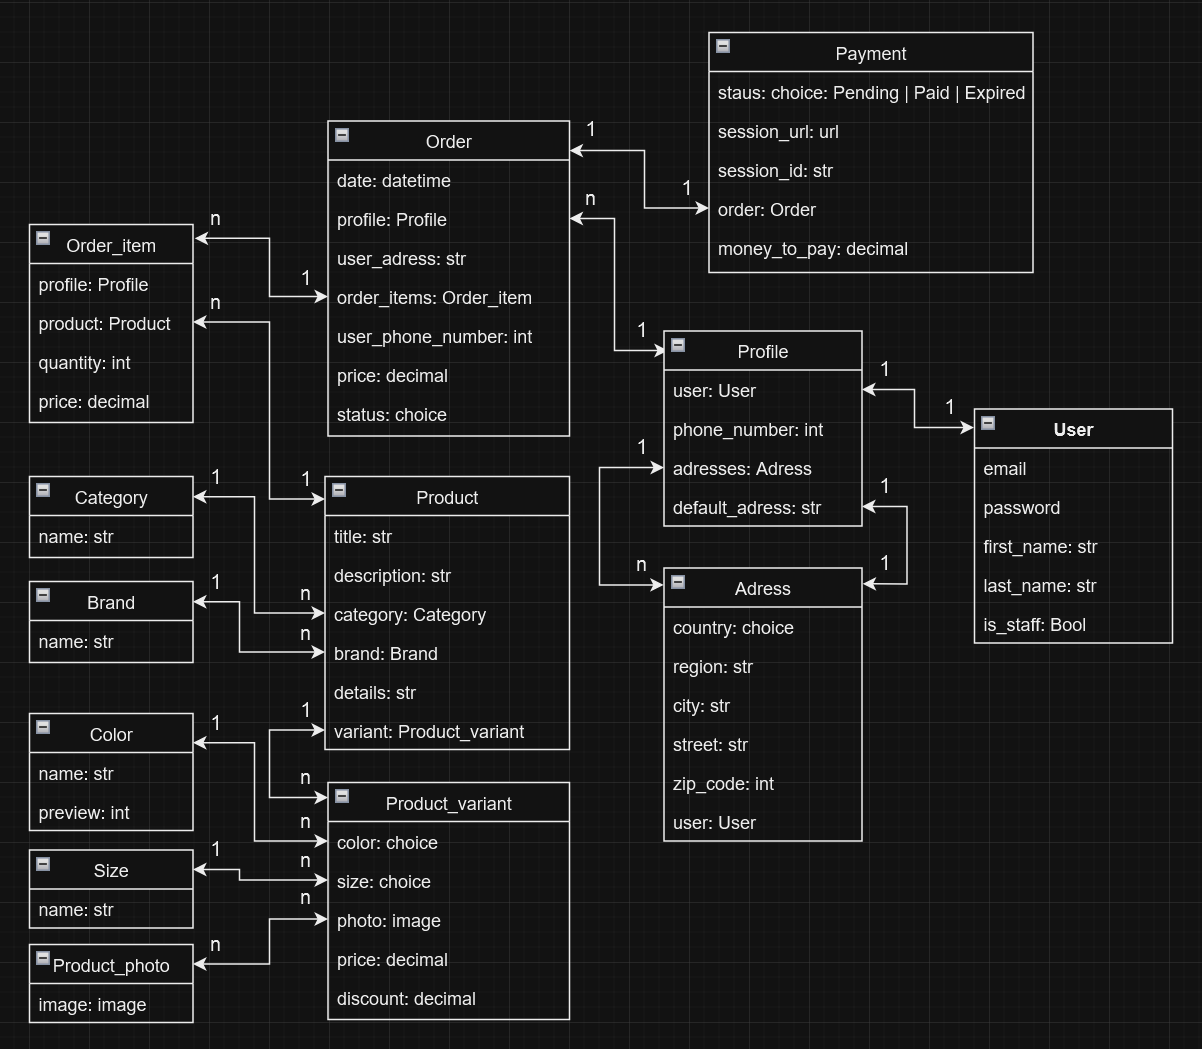 Payment
staus: choice: Pending | Paid | Expired
session_url: url
session_id: str
order: Order
money_to_pay: decimal
1
1
Order
date: datetime
profile: Profile
user_adress: str
order_items: Order_item
user_phone_number: int
price: decimal
status: choice
n
1
n
1
Order_item
profile: Profile
product: Product
quantity: int
price: decimal
n
1
Profile
user: User
phone_number: int
adresses: Adress
default_adress: str
1
1
User
email
password
first_name: str
last_name: str
is_staff: Bool
1
n
1
1
Adress
country: choice
region: str
city: str
street: str
zip_code: int
user: User
Category
name: str
1
n
Brand
name: str
1
n
Product
title: str
description: str
category: Category
brand: Brand
details: str
variant: Product_variant
1
n
Color
name: str
preview: int
1
n
Size
name: str
1
n
Product_photo
image: image
n
n
Product_variant
color: choice
size: choice
photo: image
price: decimal
discount: decimal